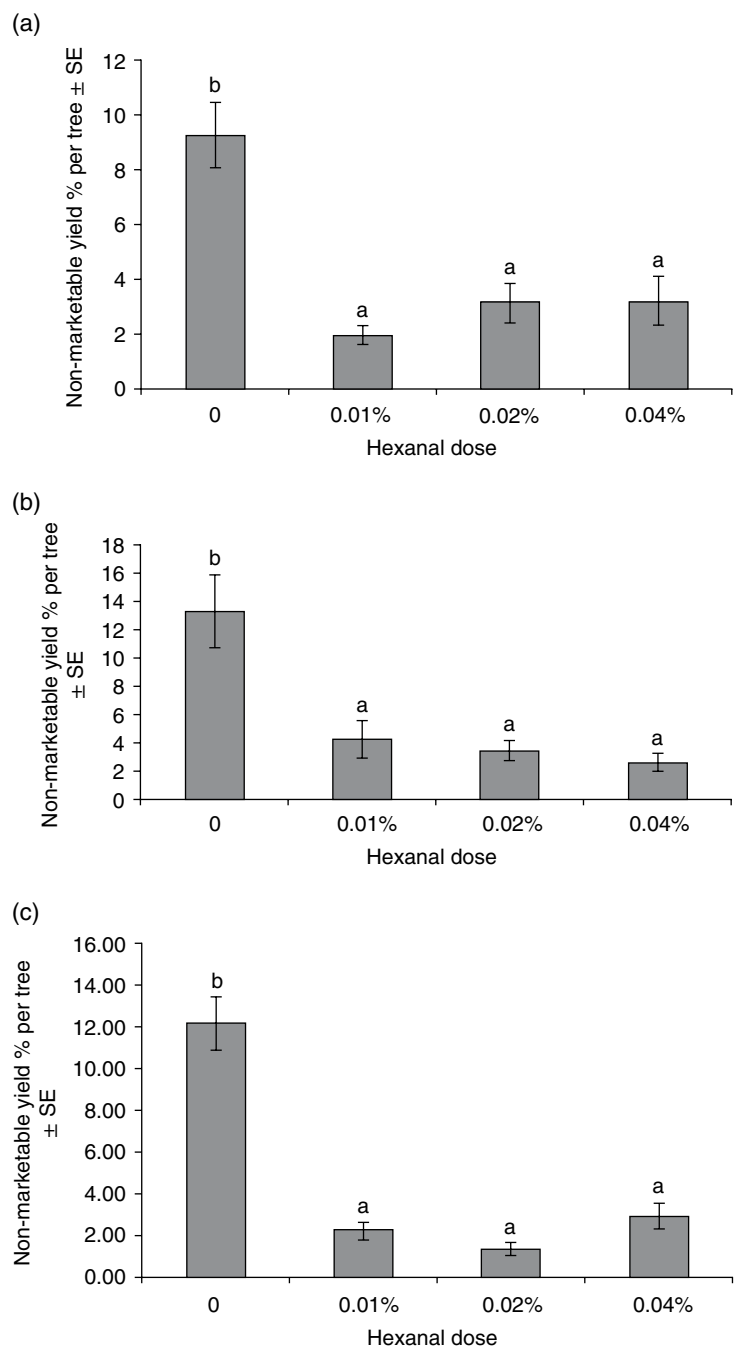 (a)
Non-marketable yield % per tree ± SE
12
10
8
6
4
2
0
b
a
a
a
0 0.01% 0.02% 0.04%
Hexanal dose
(b)
Non-marketable yield % per tree
± SE
18
16
14
12
10
8
6
4
2
0
b
a
a
a
0 0.01% 0.02% 0.04%
Hexanal dose
(c)
Non-marketable yield % per tree
± SE
16.00
14.00
12.00
10.00
8.00
6.00
4.00
2.00
0.00
b
a
a
a
0 0.01% 0.02% 0.04%
Hexanal dose